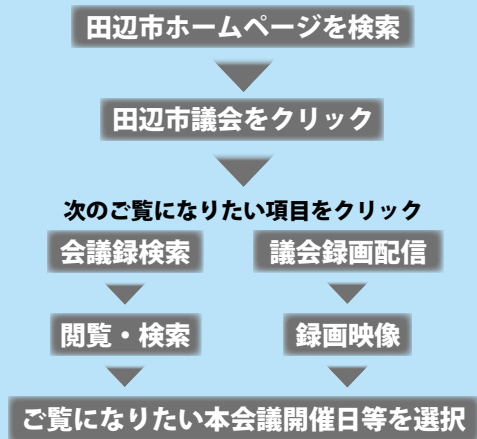 田辺市ホームページを検索
田辺市議会をクリック
次のご覧になりたい項目をクリック
会議録検索
議会録画配信
閲覧・検索
録画映像
ご覧になりたい本会議開催日等を選択